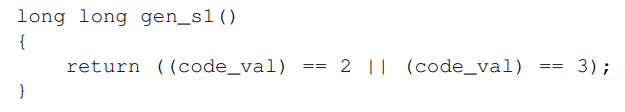 long long gen_s1()
{
    return ((code_val) == 2 || (code_val) == 3);
}